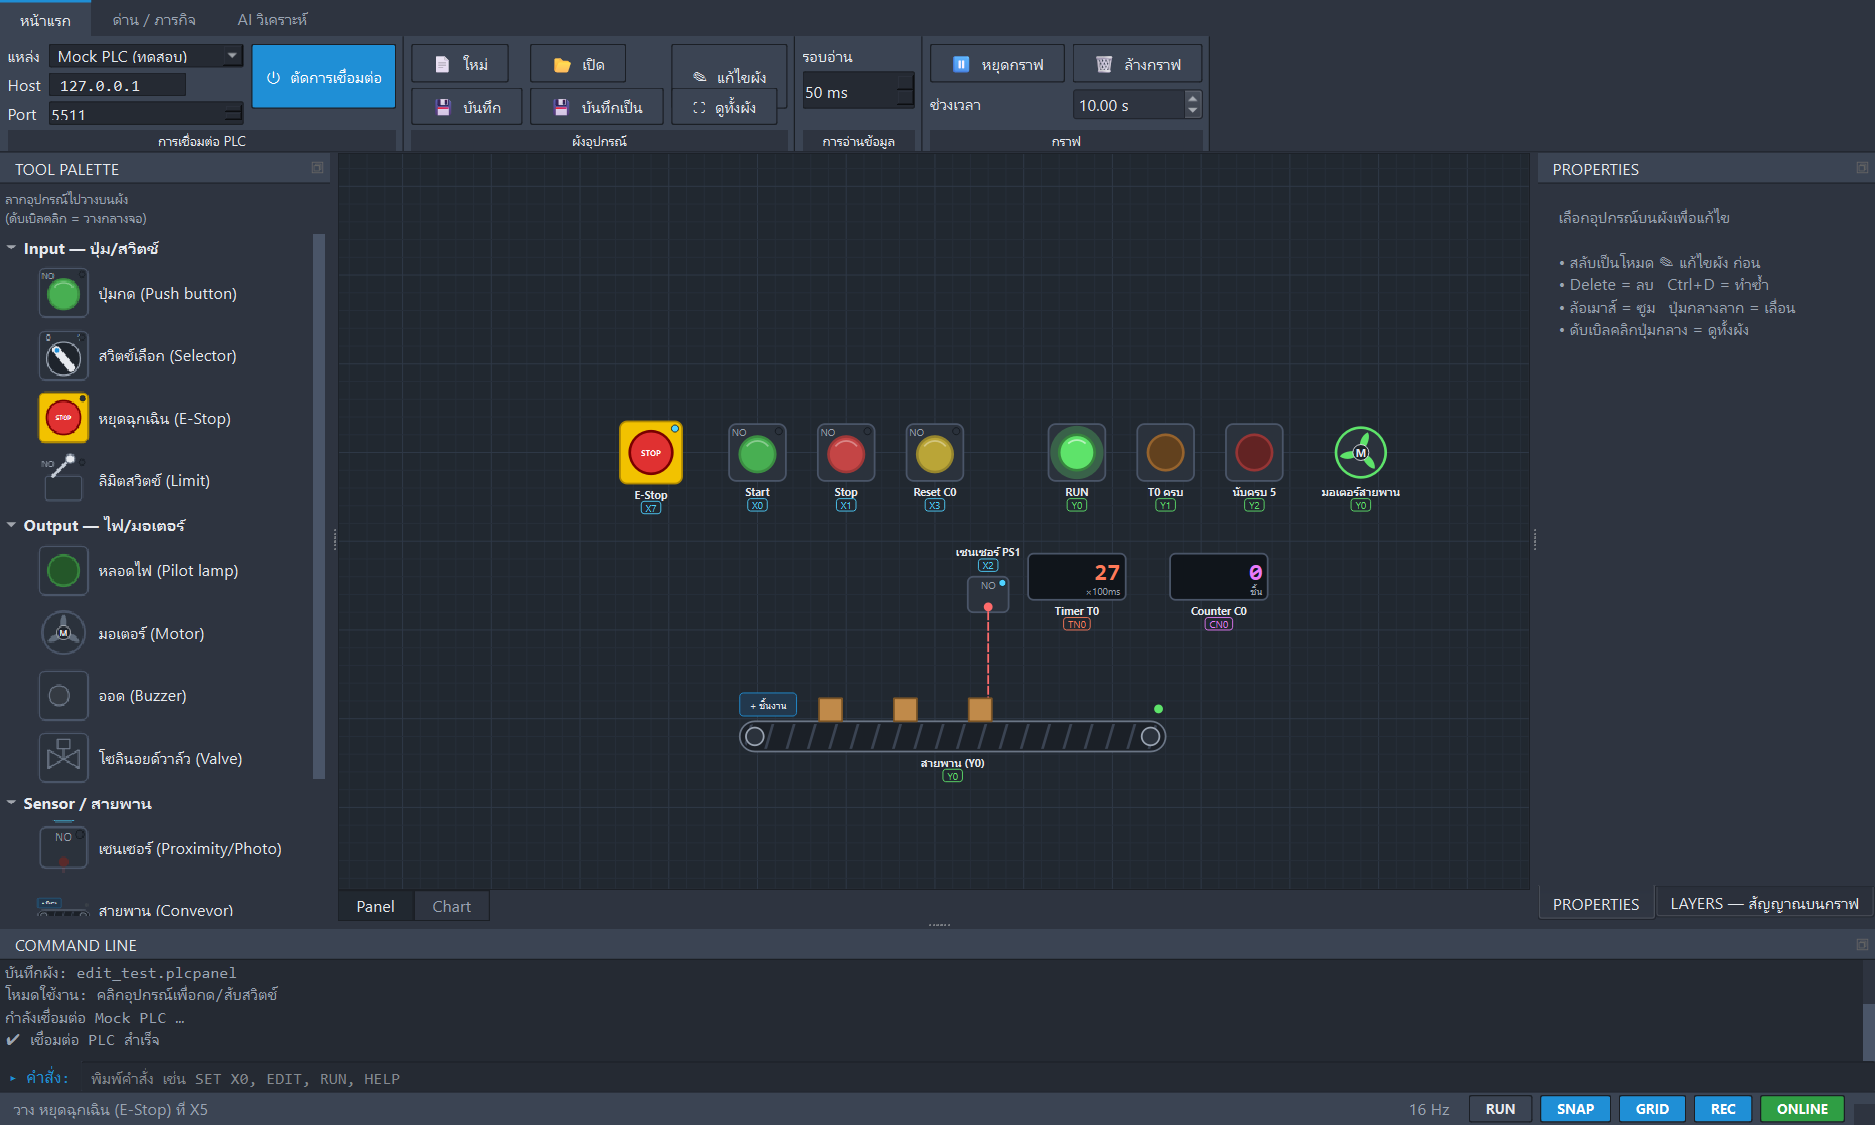 หน้าแรก
ด่าน / ภารกิจ
AI วิเคราะห์
แหล่ง
Mock PLC (ทดสอบ)
Host
127.0.0.1
Port
5511
ตัดการเชื่อมต่อ
การเชื่อมต่อ PLC
ใหม่
เปิด
แก้ไขผัง
บันทึก
บันทึกเป็น
ดูทั้งผัง
ผังอุปกรณ์
รอบอ่าน
50 ms
การอ่านข้อมูล
หยุดกราฟ
ล้างกราฟ
ช่วงเวลา
10.00 s
กราฟ
TOOL PALETTE
ลากอุปกรณ์ไปวางบนผัง
(ดับเบิลคลิก = วางกลางจอ)
Input — ปุ่ม/สวิตช์
NO
ปุ่มกด (Push button)
สวิตช์เลือก (Selector)
STOP
หยุดฉุกเฉิน (E-Stop)
NO
ลิมิตสวิตช์ (Limit)
Output — ไฟ/มอเตอร์
หลอดไฟ (Pilot lamp)
M
มอเตอร์ (Motor)
ออด (Buzzer)
โซลินอยด์วาล์ว (Valve)
Sensor / สายพาน
NO
เซนเซอร์ (Proximity/Photo)
สายพาน (Conveyor)
STOP
E-Stop
X7
NO
Start
X0
NO
Stop
X1
NO
Reset C0
X3
RUN
Y0
T0 ครบ
Y1
นับครบ 5
Y2
M
มอเตอร์สายพาน
Y0
เซนเซอร์ PS1
X2
NO
27
×100ms
Timer T0
TN0
0
ชิ้น
Counter C0
CN0
+ ชิ้นงาน
สายพาน (Y0)
Y0
Panel
Chart
PROPERTIES
เลือกอุปกรณ์บนผังเพื่อแก้ไข
• สลับเป็นโหมด ✎ แก้ไขผัง ก่อน
• Delete = ลบ Ctrl+D = ทำซ้ำ
• ล้อเมาส์ = ซูม ปุ่มกลางลาก = เลื่อน
• ดับเบิลคลิกปุ่มกลาง = ดูทั้งผัง
PROPERTIES
LAYERS — สัญญาณบนกราฟ
COMMAND LINE
บันทึกผัง: edit_test.plcpanel
โหมดใช้งาน: คลิกอุปกรณ์เพื่อกด/สับสวิตช์
กำลังเชื่อมต่อ Mock PLC …
✔ เชื่อมต่อ PLC สำเร็จ
▸ คำสั่ง:
พิมพ์คำสั่ง เช่น SET X0, EDIT, RUN, HELP
วาง หยุดฉุกเฉิน (E-Stop) ที่ X5
16 Hz
RUN
SNAP
GRID
REC
ONLINE